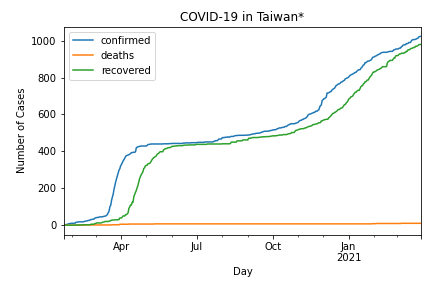 COVID-19 in Taiwan*
confirmed
deaths
recovered
Number of Cases
1000
800
600
400
200
0
Apr
Jul
Oct
Jan
2021
Day